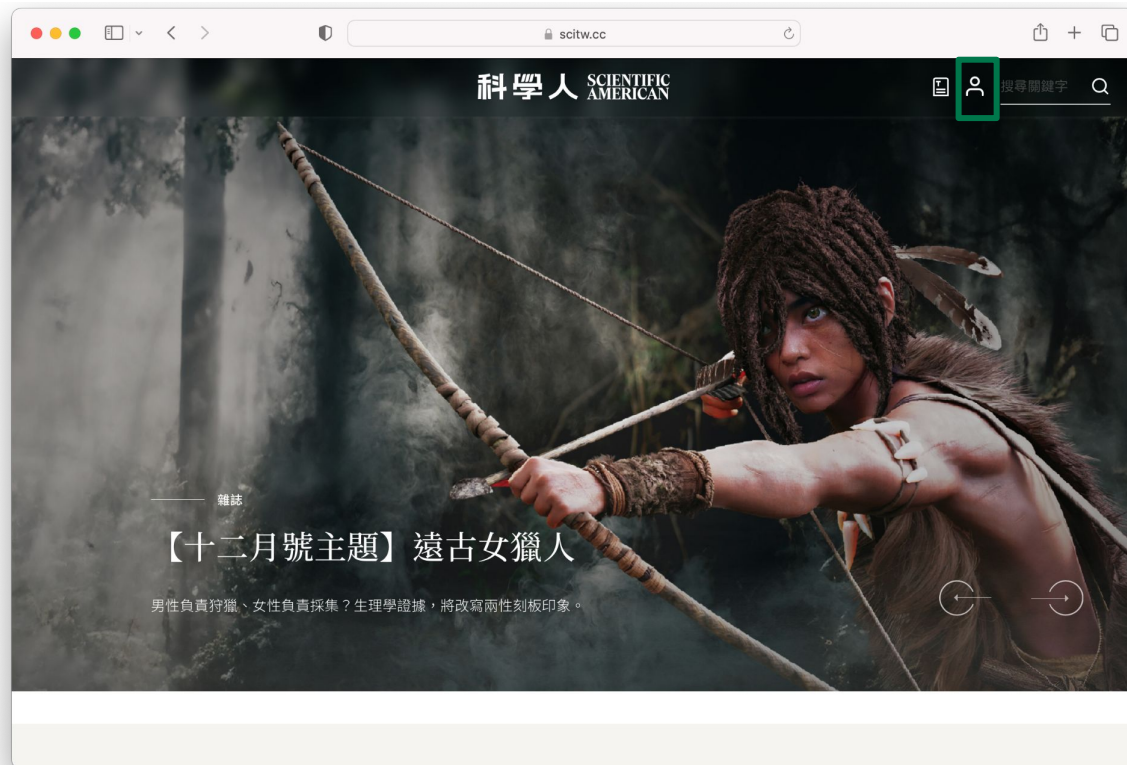 scitw.cc
科學人 SCIENTIFIC AMERICAN
搜尋關鍵字
雜誌
【十二月號主題】遠古女獵人
男性負責狩獵、女性負責採集？生理學證據，將改寫兩性刻板印象。